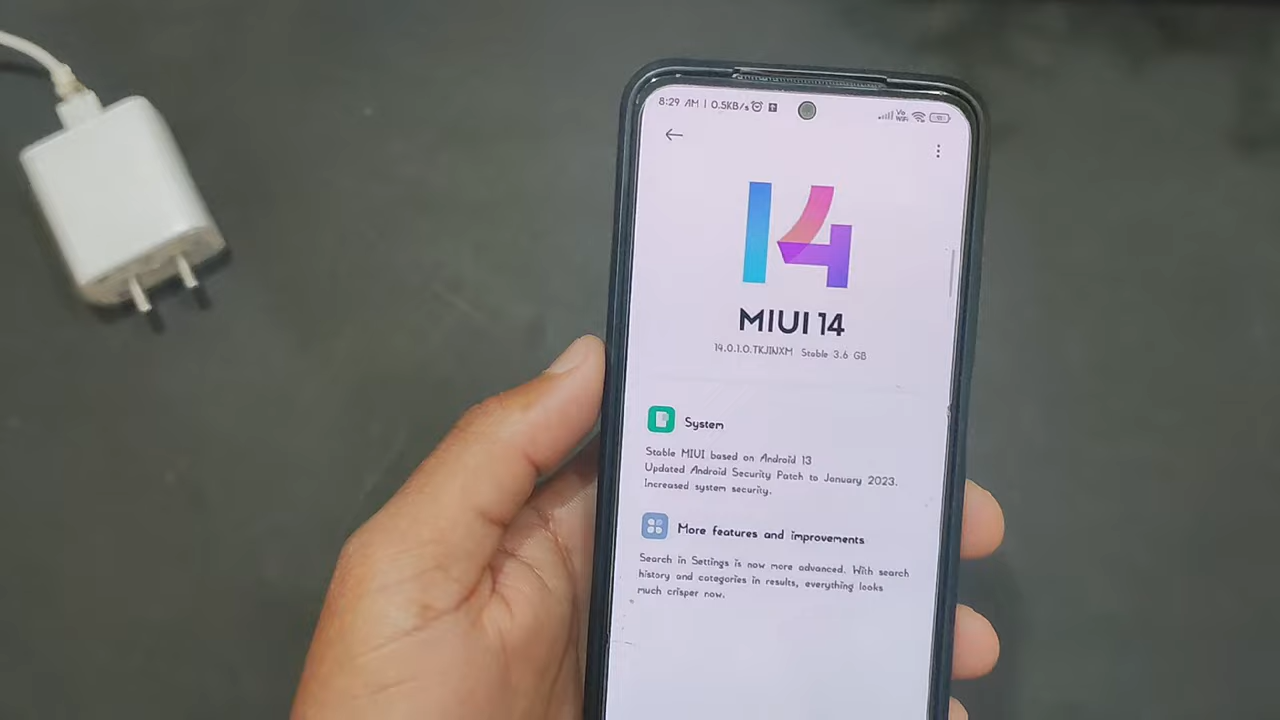 8:29 AM | 0.5KB/s
Vo
WiFi
14
MIUI 14
14.0.1.0.TKJINXM Stable 3.6 GB
System
Stable MIUI based on Android 13
Updated Android Security Patch to January 2023.
Increased system security.
More features and improvements
Search in Settings is now more advanced. With search
history and categories in results, everything looks
much crisper now.